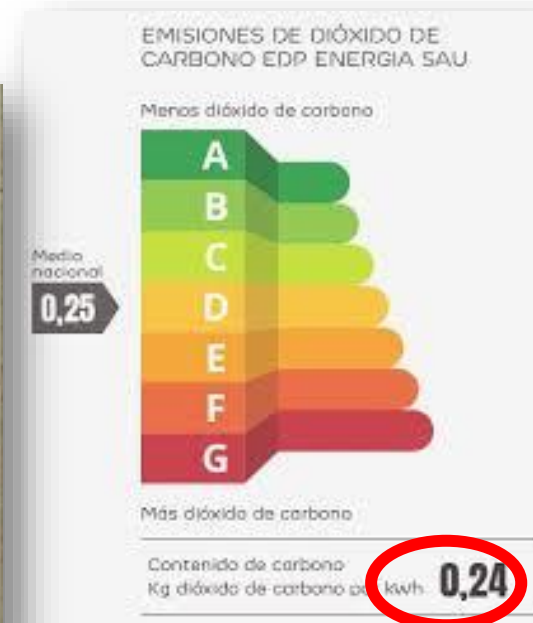 EMISIONES DE DIÓXIDO DE
CARBONO EDP ENERGIA SAU
Menos dióxido de carbono
A
B
C
Media
nacional
0,25
D
E
F
G
Más dióxido de carbono
Contenido de carbono
Kg dióxido de carbono por kwh 0,24